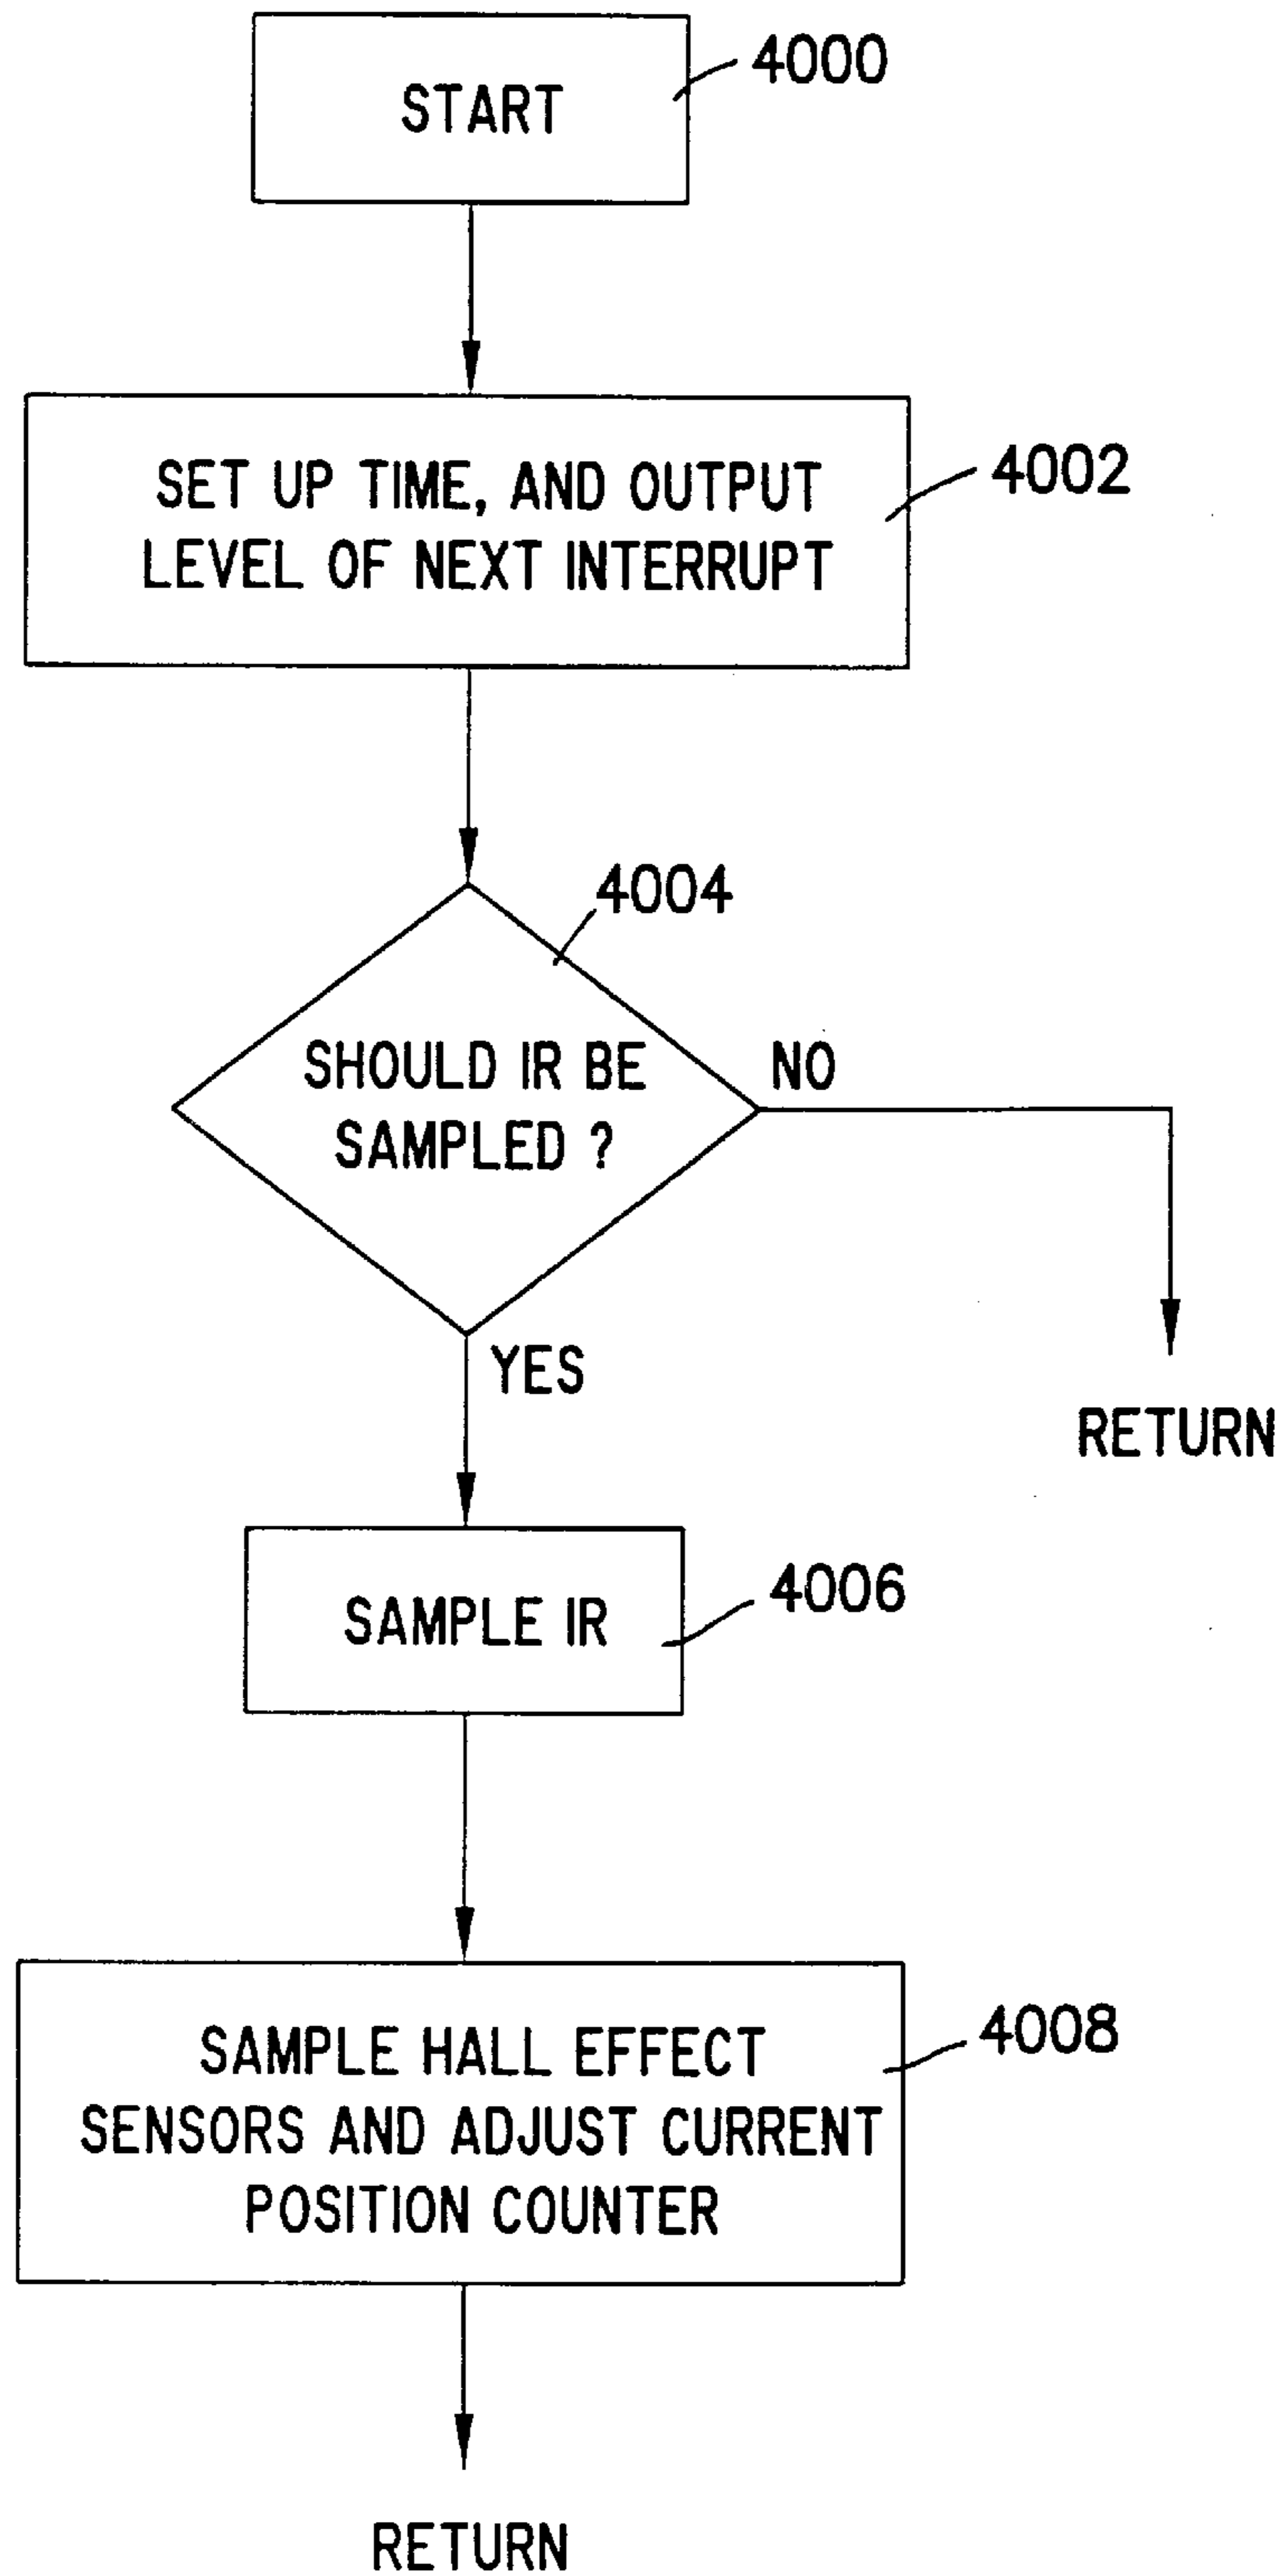 START
4000
SET UP TIME, AND OUTPUT
LEVEL OF NEXT INTERRUPT
4002
4004
SHOULD IR BE
SAMPLED ?
NO
YES
RETURN
SAMPLE IR
4006
SAMPLE HALL EFFECT
SENSORS AND ADJUST CURRENT
POSITION COUNTER
4008
RETURN